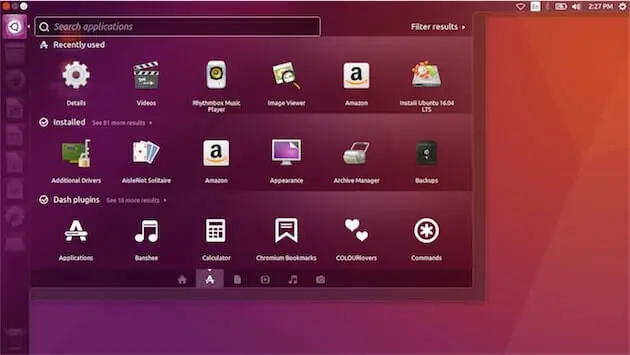 En
2:27 PM
Search applications
Filter results
Recently used
Details
Videos
Rhythmbox Music
Player
Image Viewer
Amazon
Install Ubuntu 16.04
LTS
Installed See 81 more results
Additional Drivers
AisleRiot Solitaire
Amazon
Appearance
Archive Manager
Backups
Dash plugins See 18 more results
Applications
Banshee
Calculator
Chromium Bookmarks
COLOURlovers
Commands